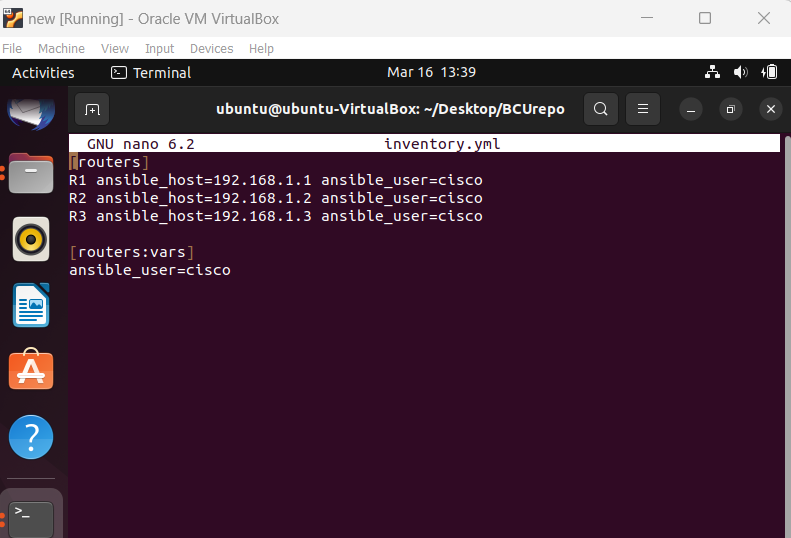 new [Running] - Oracle VM VirtualBox
File Machine View Input Devices Help
Activities Terminal Mar 16 13:39
ubuntu@ubuntu-VirtualBox: ~/Desktop/BCUrepo
GNU nano 6.2 inventory.yml
[routers]
R1 ansible_host=192.168.1.1 ansible_user=cisco
R2 ansible_host=192.168.1.2 ansible_user=cisco
R3 ansible_host=192.168.1.3 ansible_user=cisco
[routers:vars]
ansible_user=cisco